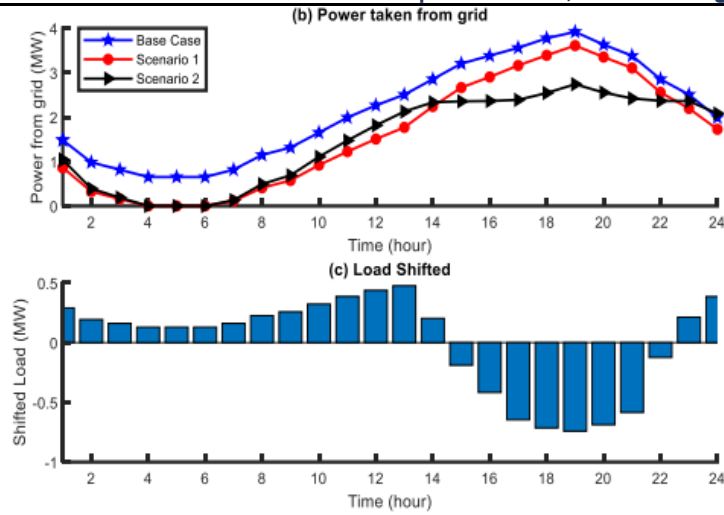 (b) Power taken from grid
Power from grid (MW)
4
3
2
1
0
Base Case
Scenario 1
Scenario 2
2 4 6 8 10 12 14 16 18 20 22 24
Time (hour)
(c) Load Shifted
Shifted Load (MW)
0.5
0
-0.5
-1
2 4 6 8 10 12 14 16 18 20 22 24
Time (hour)